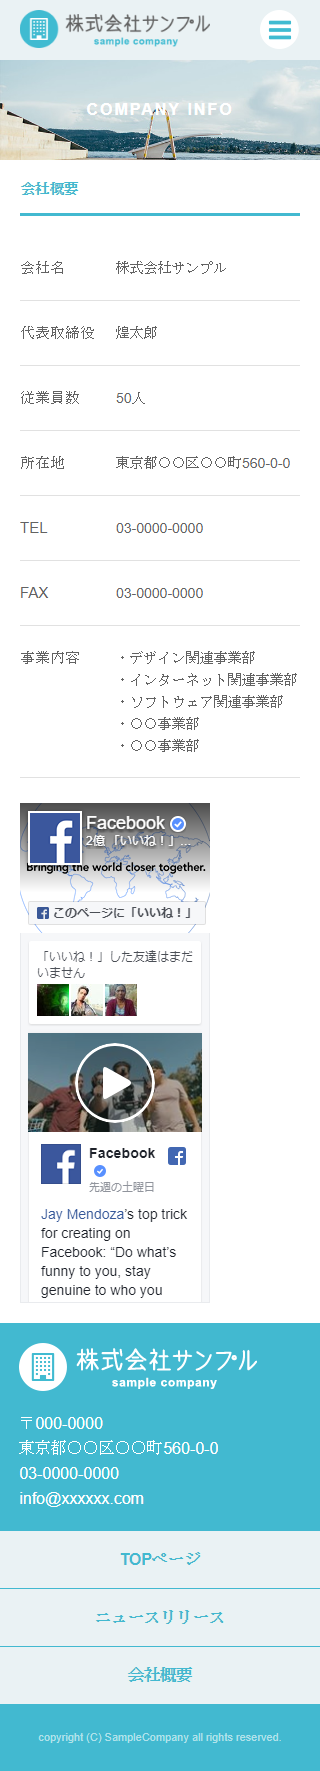 株式会社サンプル
sample company
COMPANY INFO
会社概要
会社名 株式会社サンプル
代表取締役 煌太郎
従業員数 50人
所在地 東京都〇〇区〇〇町560-0-0
TEL 03-0000-0000
FAX 03-0000-0000
事業内容 ・デザイン関連事業部
・インターネット関連事業部
・ソフトウェア関連事業部
・〇〇事業部
・〇〇事業部
Facebook
2億「いいね！」...
Bringing the world closer together.
このページに「いいね！」
「いいね！」した友達はまだ
いません
Facebook
先週の土曜日
Jay Mendoza's top trick
for creating on
Facebook: “Do what’s
funny to you, stay
genuine to who you
株式会社サンプル
sample company
〒000-0000
東京都〇〇区〇〇町560-0-0
03-0000-0000
info@xxxxxx.com
TOPページ
ニュースリリース
会社概要
copyright (C) SampleCompany all rights reserved.